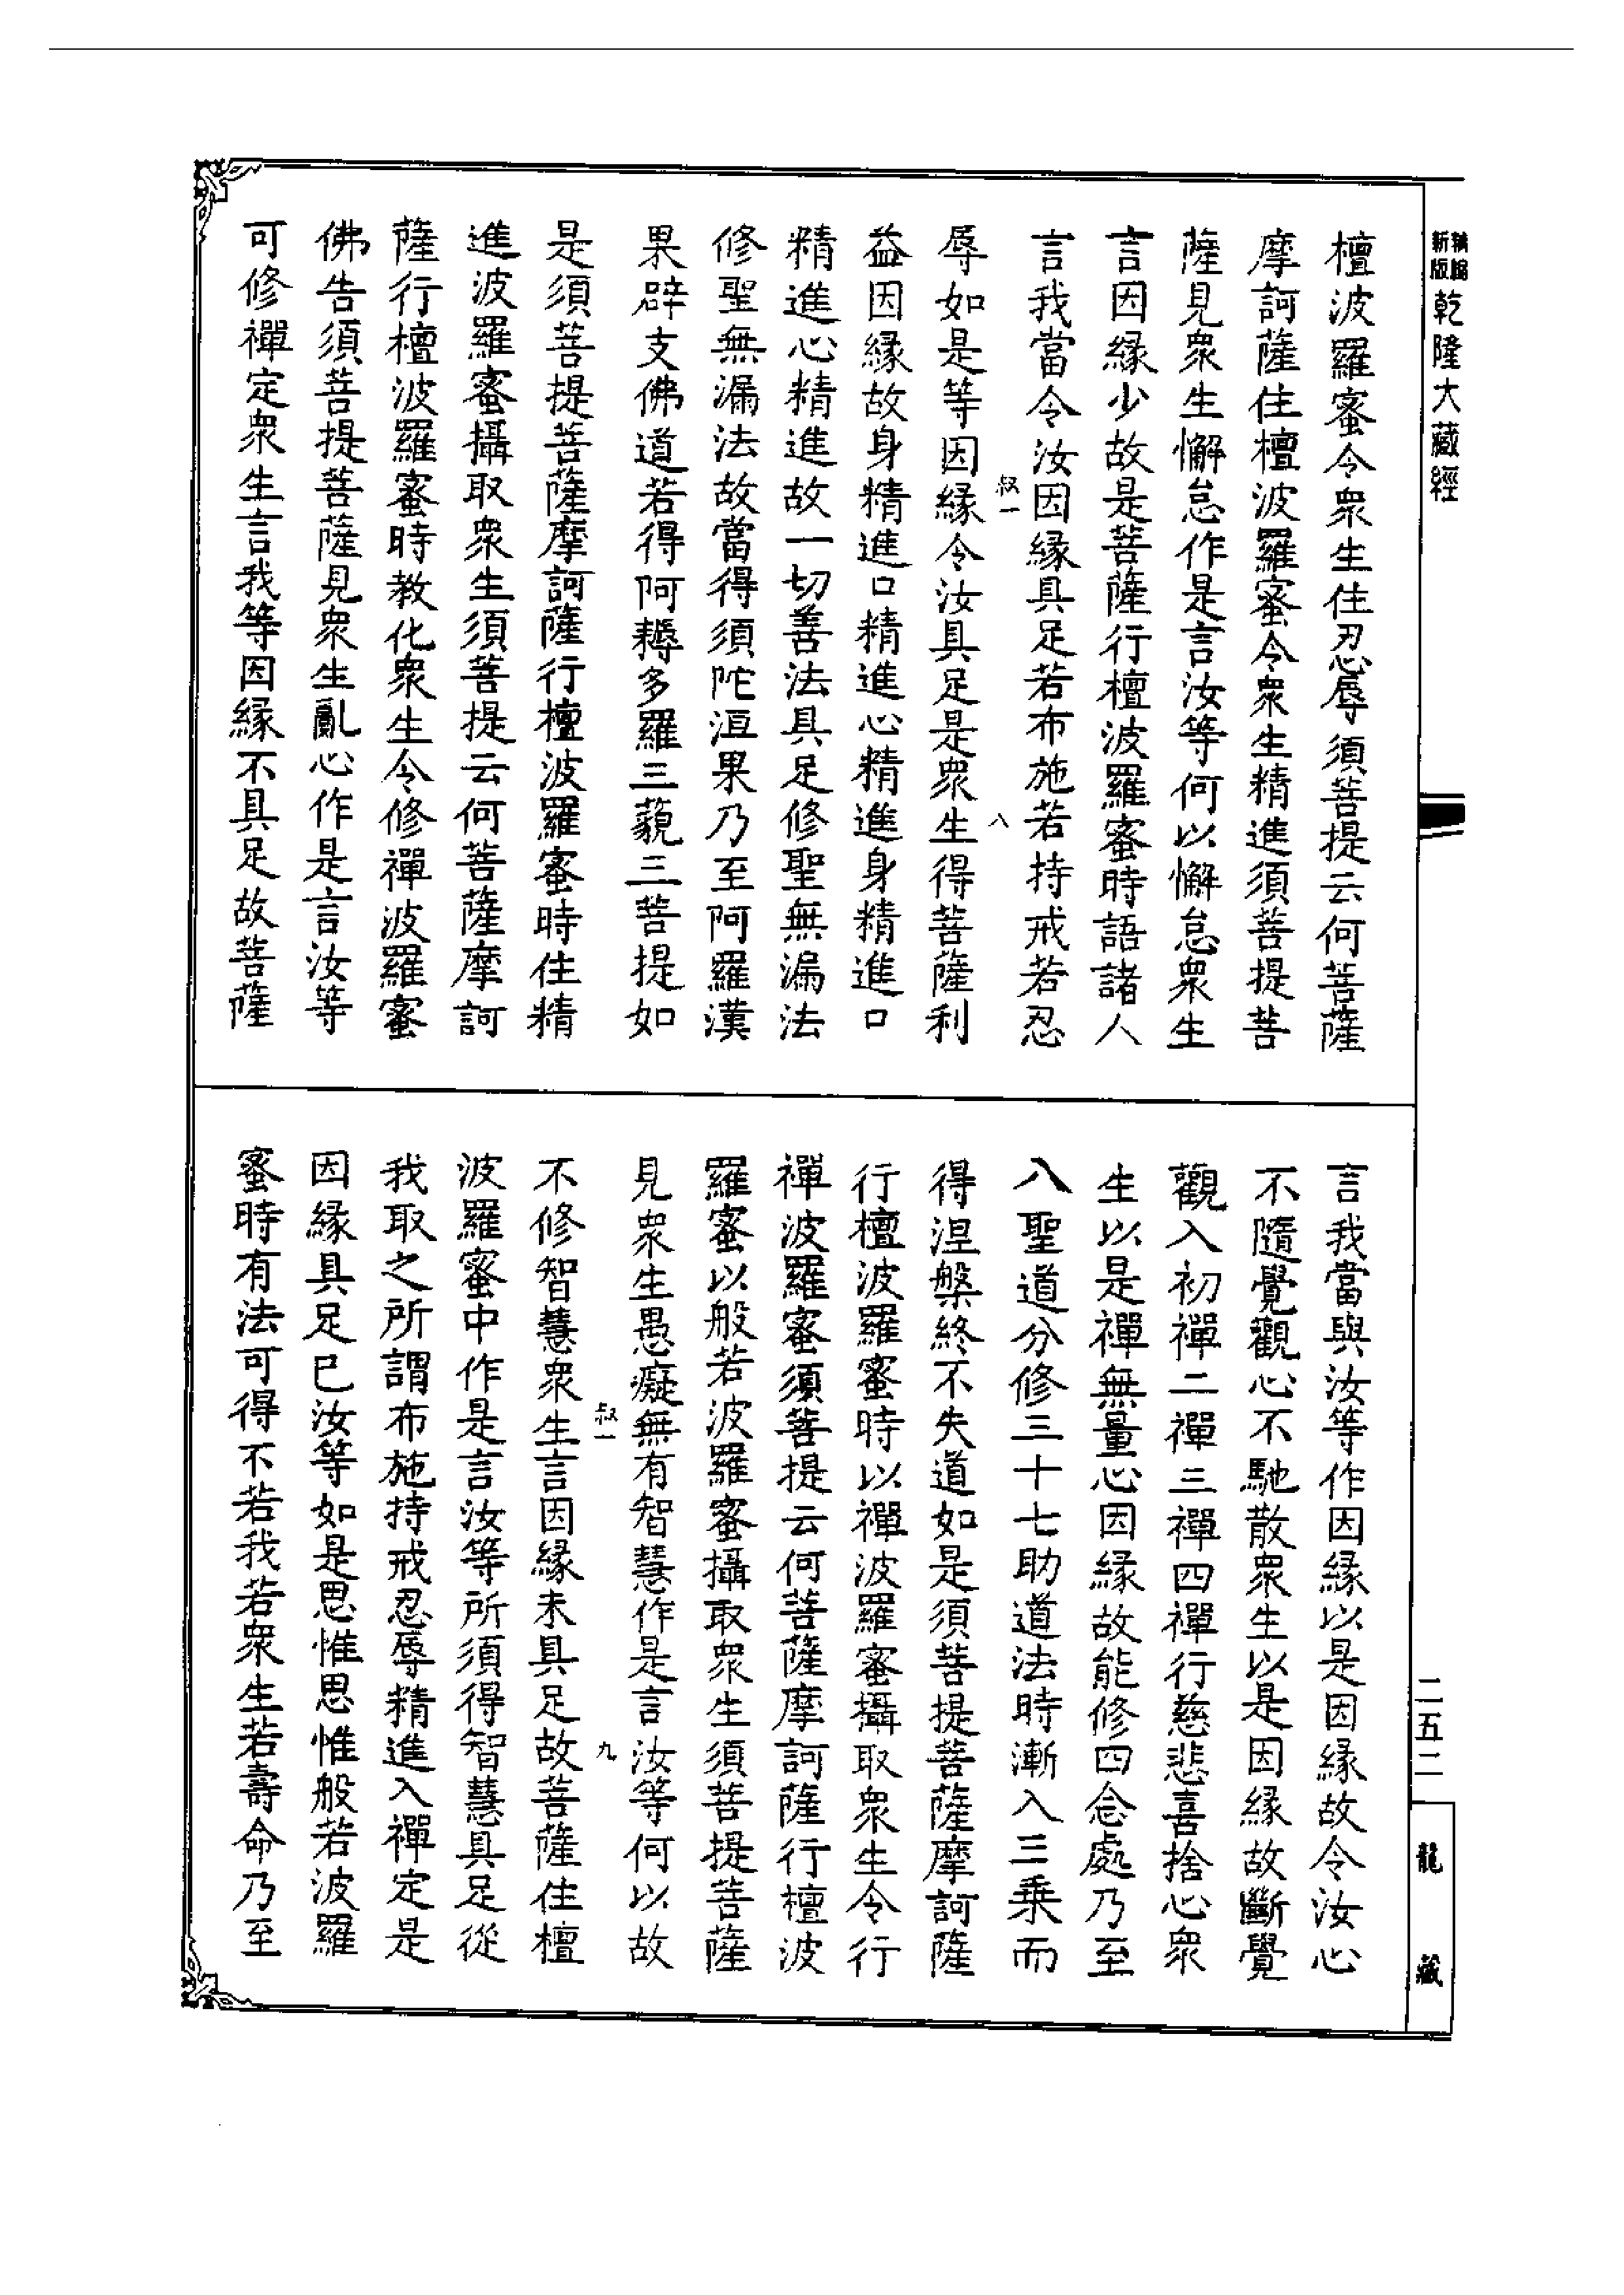 新編
新版
乾隆大藏經
檀波羅蜜令衆生住忍辱須菩提云何菩薩
摩訶薩住檀波羅蜜令衆生精進須菩提菩
薩見衆生懈怠作是言汝等何以懈怠衆生
言因緣少故是菩薩行檀波羅蜜時語諸人
言我當令汝因緣具足若布施若持戒若忍
叔一
八
辱如是等因緣令汝具足是衆生得菩薩利
益因緣故身精進口精進心精進身精進口
精進心精進故一切善法具足修聖無漏法
修聖無漏法故當得須陀洹果乃至阿羅漢
果辟支佛道若得阿耨多羅三藐三菩提如
是須菩提菩薩摩訶薩行檀波羅蜜時住精
進波羅蜜攝取衆生須菩提云何菩薩摩訶
薩行檀波羅蜜時教化衆生令修禪波羅蜜
佛告須菩提菩薩見衆生亂心作是言汝等
可修禪定衆生言我等因緣不具足故菩薩
言我當與汝等作因緣以是因緣故令汝心
不隨覺觀心不馳散衆生以是因緣故斷覺
觀入初禪二禪三禪四禪行慈悲喜捨心衆
生以是禪無量心因緣故能修四念處乃至
八聖道分修三十七助道法時漸入三乘而
得涅槃終不失道如是須菩提菩薩摩訶薩
行檀波羅蜜時以禪波羅蜜攝取衆生令行
禪波羅蜜須菩提云何菩薩摩訶薩行檀波
羅蜜以般若波羅蜜攝取衆生須菩提菩薩
見衆生愚癡無有智慧作是言汝等何以故
叔一
九
不修智慧衆生言因緣未具足故菩薩住檀
波羅蜜中作是言汝等所須得智慧具足從
我取之所謂布施持戒忍辱精進入禪定是
因緣具足已汝等如是思惟思惟般若波羅
蜜時有法可得不若我若衆生若壽命乃至
二五二
龍藏